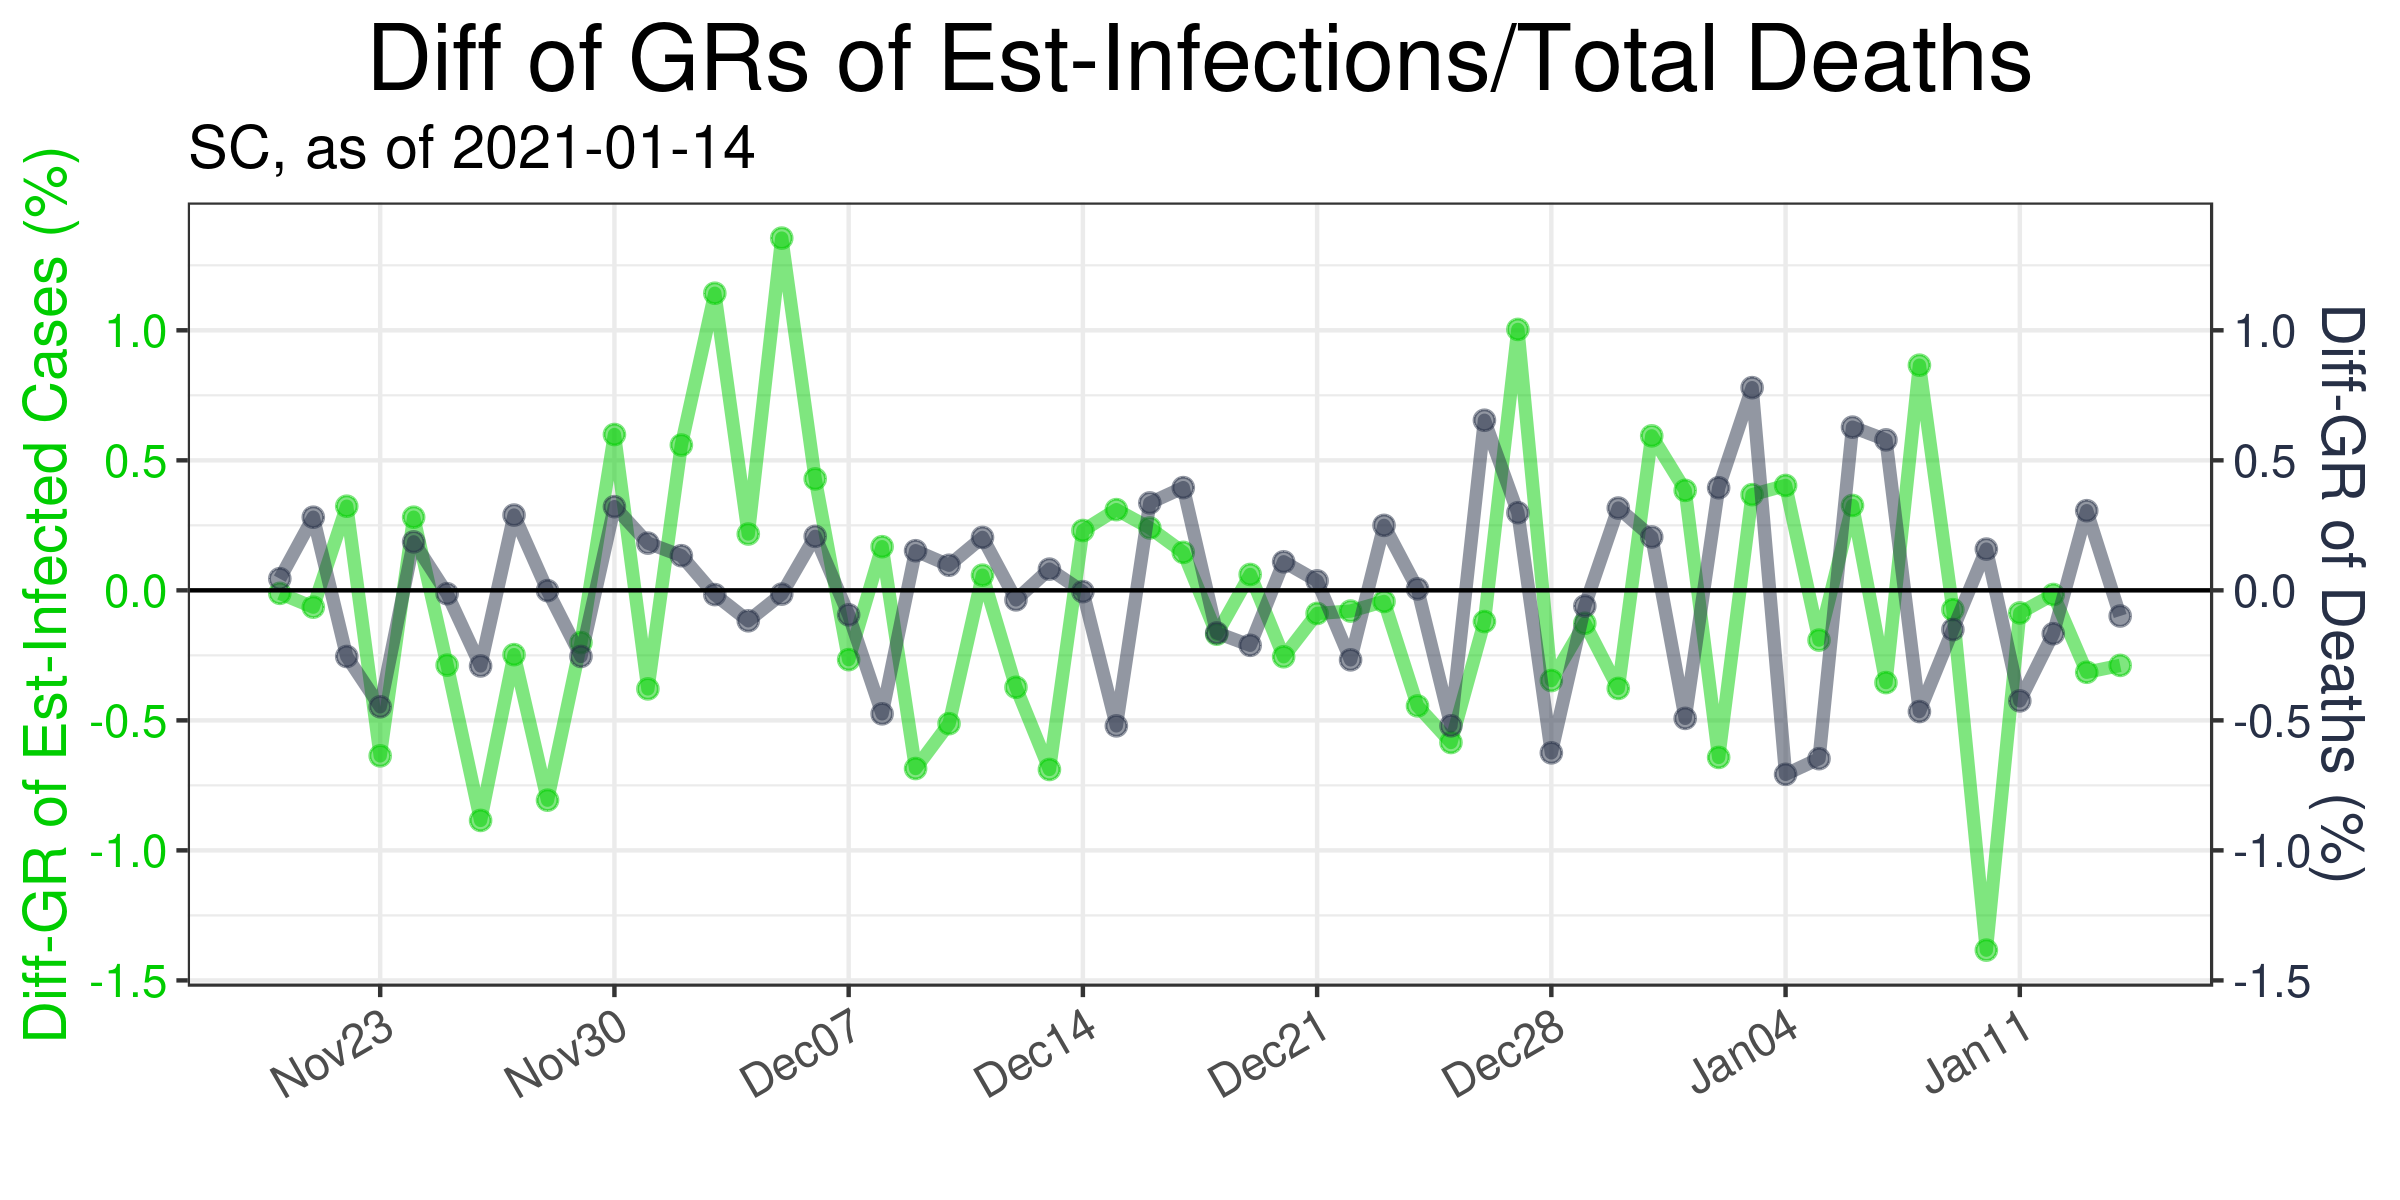 Diff of GRs of Est-Infections/Total Deaths
SC, as of 2021-01-14
Diff-GR of Est-Infected Cases (%)
1.0
0.5
0.0
-0.5
-1.0
-1.5
1.0
0.5
0.0
-0.5
-1.0
-1.5
Diff-GR of Deaths (%)
Nov23
Nov30
Dec07
Dec14
Dec21
Dec28
Jan04
Jan11